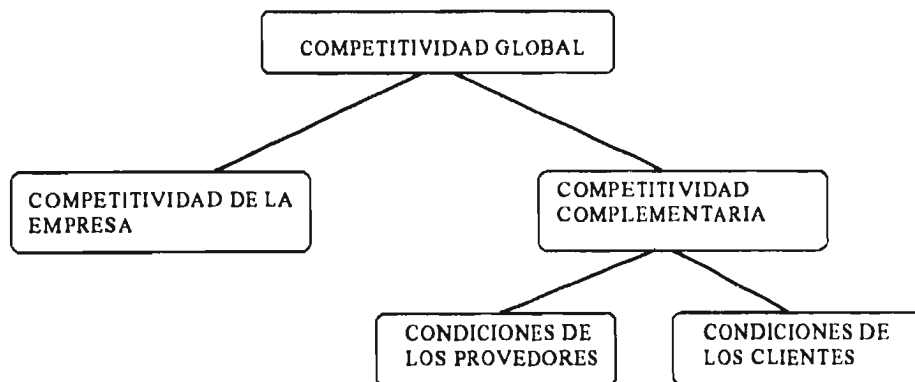 COMPETITIVIDAD GLOBAL
COMPETITIVIDAD DE LA
EMPRESA
COMPETITIVIDAD
COMPLEMENTARIA
CONDICIONES DE
LOS PROVEDORES
CONDICIONES DE
LOS CLIENTES